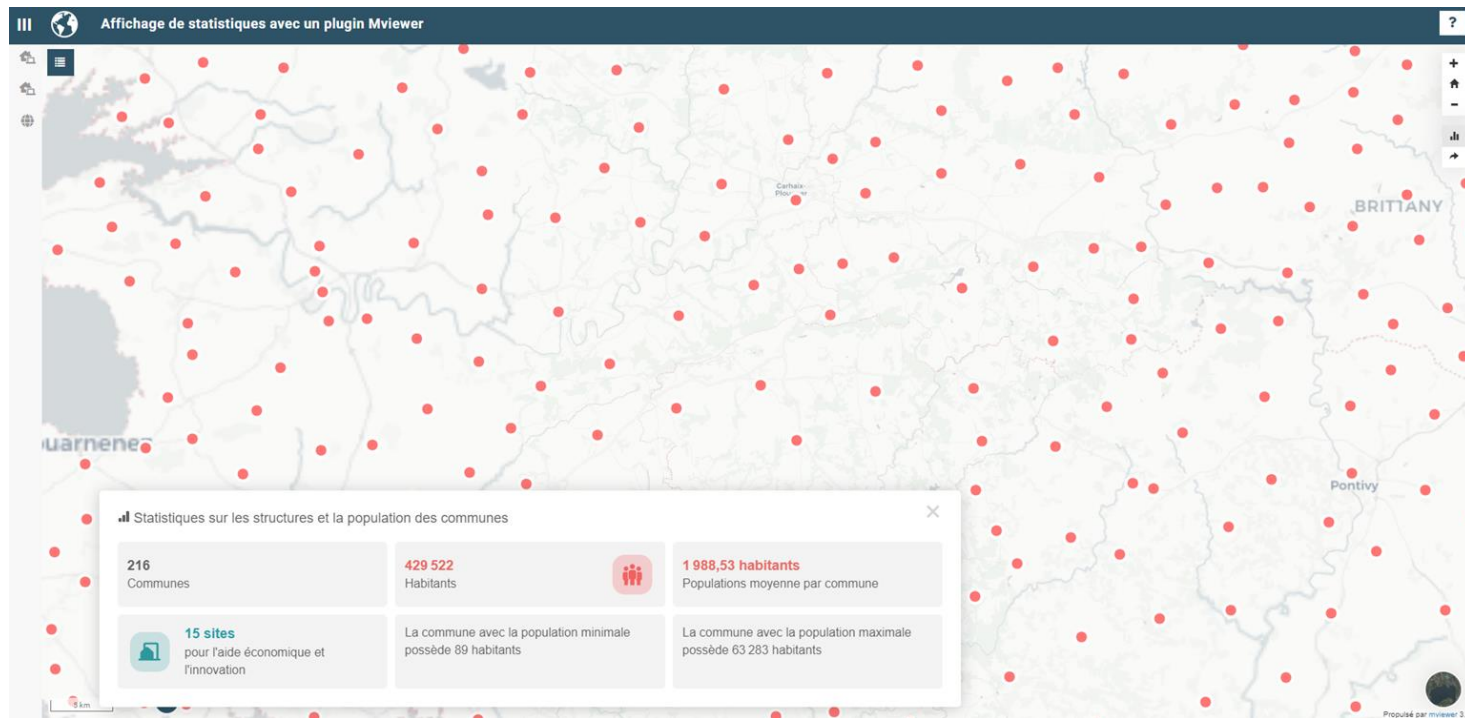 Affichage de statistiques avec un plugin Mviewer
?
+
-
Carhaix-
BRITTANY
uarnenez
Pontivy
Statistiques sur les structures et la population des communes
×
216
Communes
429 522
Habitants
1 988,53 habitants
Populations moyenne par commune
15 sites
pour l'aide économique et
l'innovation
La commune avec la population minimale
possède 89 habitants
La commune avec la population maximale
possède 63 283 habitants
5 km
Propulsé par mviewer 3